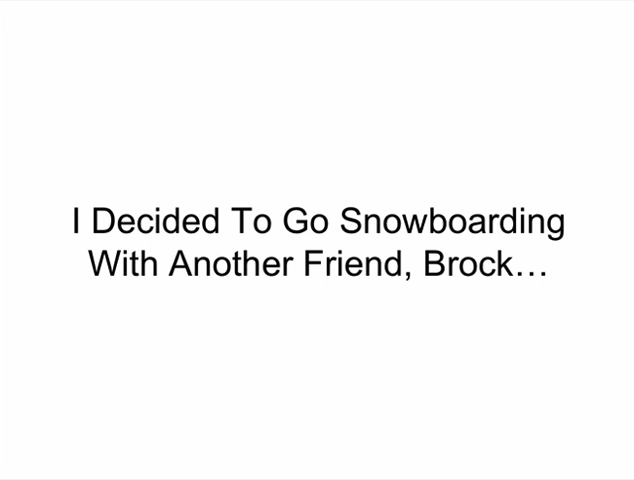 I Decided To Go Snowboarding
With Another Friend, Brock…